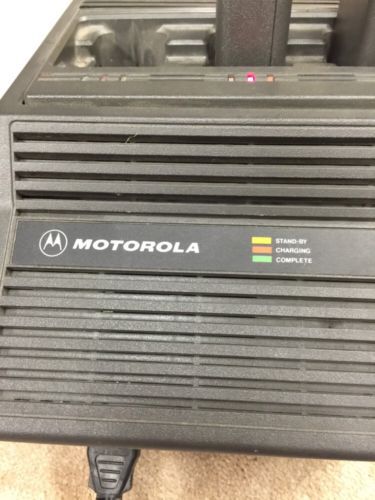 MOTOROLA
STAND-BY
CHARGING
COMPLETE